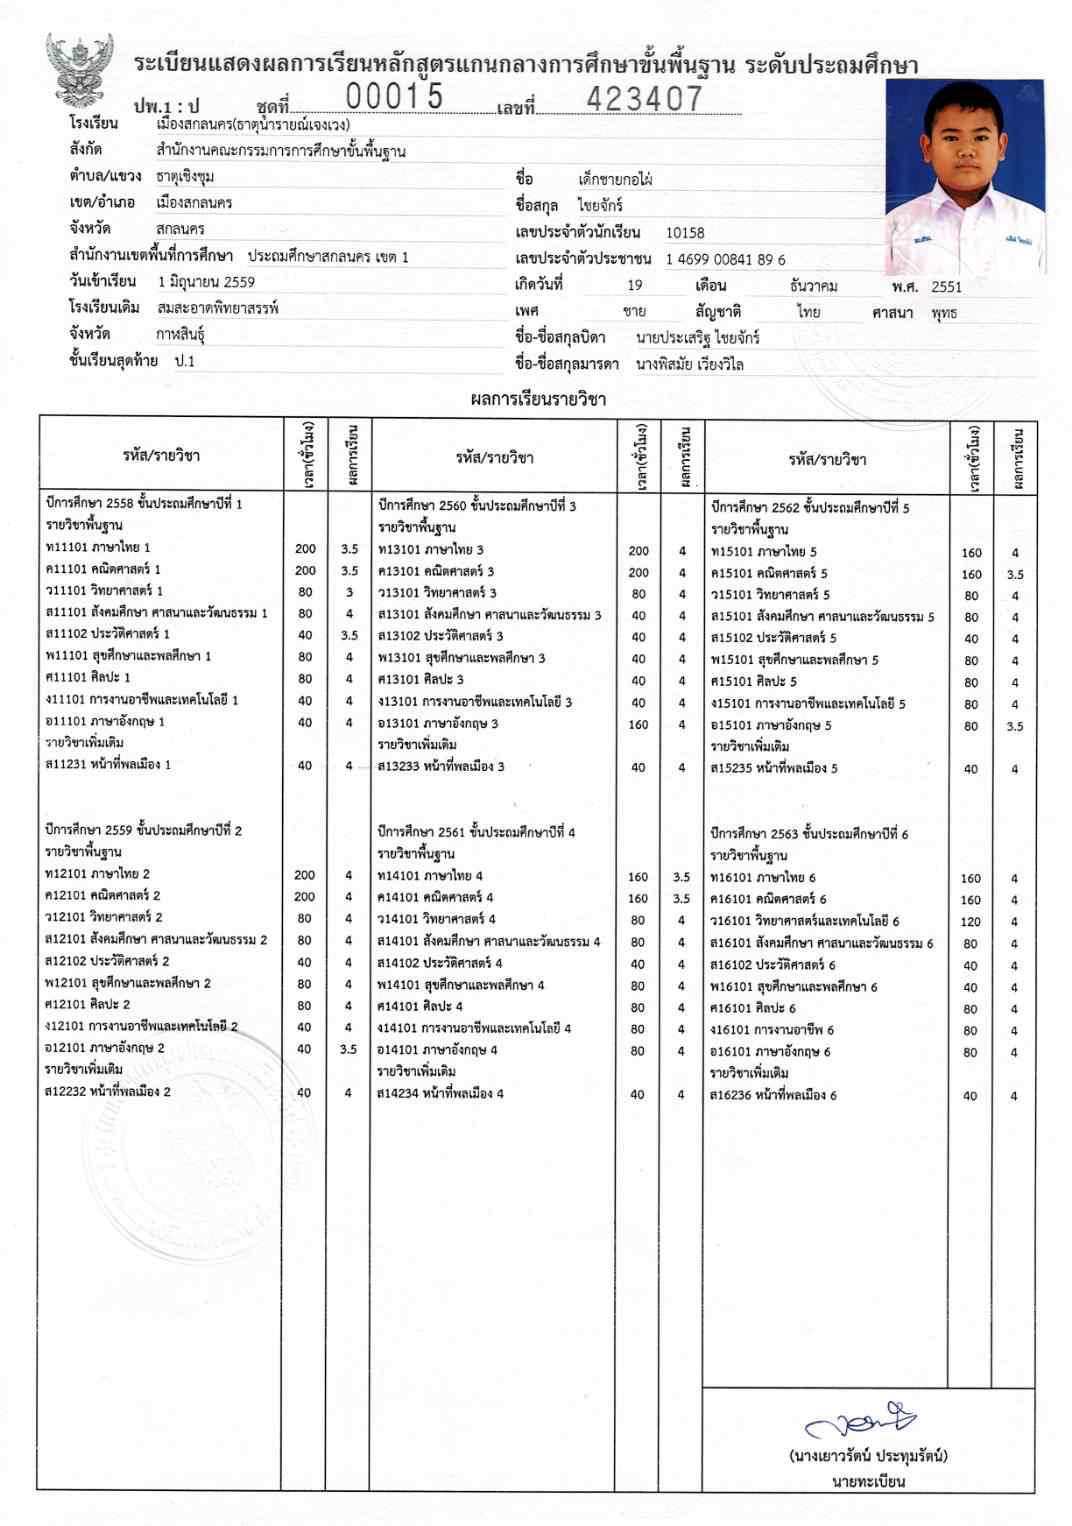 ระเบียนแสดงผลการเรียนหลักสูตรแกนกลางการศึกษาขั้นพื้นฐาน ระดับประถมศึกษา
ปพ.1 : ป ชุดที่ 00015 เลขที่ 423407
โรงเรียน เมืองสกลนคร(ธาตุนารายณ์เจงเวง)
สังกัด สำนักงานคณะกรรมการการศึกษาขั้นพื้นฐาน
ตำบล/แขวง ธาตุเชิงชุม
เขต/อำเภอ เมืองสกลนคร
จังหวัด สกลนคร
สำนักงานเขตพื้นที่การศึกษา ประถมศึกษาสกลนคร เขต 1
วันเข้าเรียน 1 มิถุนายน 2559
โรงเรียนเดิม สมสะอาดพิทยาสรรพ์
จังหวัด กาฬสินธุ์
ชั้นเรียนสุดท้าย ป.1
ชื่อ เด็กชายกอไผ่
ชื่อสกุล ไชยจักร์
เลขประจำตัวนักเรียน 10158
เลขประจำตัวประชาชน 1 4699 00841 89 6
เกิดวันที่ 19 เดือน ธันวาคม พ.ศ. 2551
เพศ ชาย สัญชาติ ไทย ศาสนา พุทธ
ชื่อ-ชื่อสกุลบิดา นายประเสริฐ ไชยจักร์
ชื่อ-ชื่อสกุลมารดา นางพิสมัย เวียงวิไล
ผลการเรียนรายวิชา
รหัส/รายวิชา เวลา(ชั่วโมง) ผลการเรียน รหัส/รายวิชา เวลา(ชั่วโมง) ผลการเรียน รหัส/รายวิชา เวลา(ชั่วโมง) ผลการเรียน
ปีการศึกษา 2558 ชั้นประถมศึกษาปีที่ 1
รายวิชาพื้นฐาน
ท11101 ภาษาไทย 1 200 3.5
ค11101 คณิตศาสตร์ 1 200 3.5
ว11101 วิทยาศาสตร์ 1 80 3
ส11101 สังคมศึกษา ศาสนาและวัฒนธรรม 1 80 4
ส11102 ประวัติศาสตร์ 1 40 3.5
พ11101 สุขศึกษาและพลศึกษา 1 80 4
ศ11101 ศิลปะ 1 80 4
ง11101 การงานอาชีพและเทคโนโลยี 1 40 4
อ11101 ภาษาอังกฤษ 1 40 4
รายวิชาเพิ่มเติม
ส11231 หน้าที่พลเมือง 1 40 4
ปีการศึกษา 2559 ชั้นประถมศึกษาปีที่ 2
รายวิชาพื้นฐาน
ท12101 ภาษาไทย 2 200 4
ค12101 คณิตศาสตร์ 2 200 4
ว12101 วิทยาศาสตร์ 2 80 4
ส12101 สังคมศึกษา ศาสนาและวัฒนธรรม 2 80 4
ส12102 ประวัติศาสตร์ 2 40 4
พ12101 สุขศึกษาและพลศึกษา 2 80 4
ศ12101 ศิลปะ 2 80 4
ง12101 การงานอาชีพและเทคโนโลยี 2 40 4
อ12101 ภาษาอังกฤษ 2 40 3.5
รายวิชาเพิ่มเติม
ส12232 หน้าที่พลเมือง 2 40 4
ปีการศึกษา 2560 ชั้นประถมศึกษาปีที่ 3
รายวิชาพื้นฐาน
ท13101 ภาษาไทย 3 200 4
ค13101 คณิตศาสตร์ 3 200 4
ว13101 วิทยาศาสตร์ 3 80 4
ส13101 สังคมศึกษา ศาสนาและวัฒนธรรม 3 40 4
ส13102 ประวัติศาสตร์ 3 40 4
พ13101 สุขศึกษาและพลศึกษา 3 40 4
ศ13101 ศิลปะ 3 40 4
ง13101 การงานอาชีพและเทคโนโลยี 3 40 4
อ13101 ภาษาอังกฤษ 3 160 4
รายวิชาเพิ่มเติม
ส13233 หน้าที่พลเมือง 3 40 4
ปีการศึกษา 2561 ชั้นประถมศึกษาปีที่ 4
รายวิชาพื้นฐาน
ท14101 ภาษาไทย 4 160 3.5
ค14101 คณิตศาสตร์ 4 160 3.5
ว14101 วิทยาศาสตร์ 4 80 4
ส14101 สังคมศึกษา ศาสนาและวัฒนธรรม 4 80 4
ส14102 ประวัติศาสตร์ 4 40 4
พ14101 สุขศึกษาและพลศึกษา 4 80 4
ศ14101 ศิลปะ 4 80 4
ง14101 การงานอาชีพและเทคโนโลยี 4 80 4
อ14101 ภาษาอังกฤษ 4 80 4
รายวิชาเพิ่มเติม
ส14234 หน้าที่พลเมือง 4 40 4
ปีการศึกษา 2562 ชั้นประถมศึกษาปีที่ 5
รายวิชาพื้นฐาน
ท15101 ภาษาไทย 5 160 4
ค15101 คณิตศาสตร์ 5 160 3.5
ว15101 วิทยาศาสตร์ 5 80 4
ส15101 สังคมศึกษา ศาสนาและวัฒนธรรม 5 80 4
ส15102 ประวัติศาสตร์ 5 40 4
พ15101 สุขศึกษาและพลศึกษา 5 80 4
ศ15101 ศิลปะ 5 80 4
ง15101 การงานอาชีพและเทคโนโลยี 5 80 4
อ15101 ภาษาอังกฤษ 5 80 3.5
รายวิชาเพิ่มเติม
ส15235 หน้าที่พลเมือง 5 40 4
ปีการศึกษา 2563 ชั้นประถมศึกษาปีที่ 6
รายวิชาพื้นฐาน
ท16101 ภาษาไทย 6 160 4
ค16101 คณิตศาสตร์ 6 160 4
ว16101 วิทยาศาสตร์และเทคโนโลยี 6 120 4
ส16101 สังคมศึกษา ศาสนาและวัฒนธรรม 6 80 4
ส16102 ประวัติศาสตร์ 6 40 4
พ16101 สุขศึกษาและพลศึกษา 6 40 4
ศ16101 ศิลปะ 6 80 4
ง16101 การงานอาชีพ 6 80 4
อ16101 ภาษาอังกฤษ 6 80 4
รายวิชาเพิ่มเติม
ส16236 หน้าที่พลเมือง 6 40 4
(นางเยาวรัตน์ ประทุมรัตน์)
นายทะเบียน